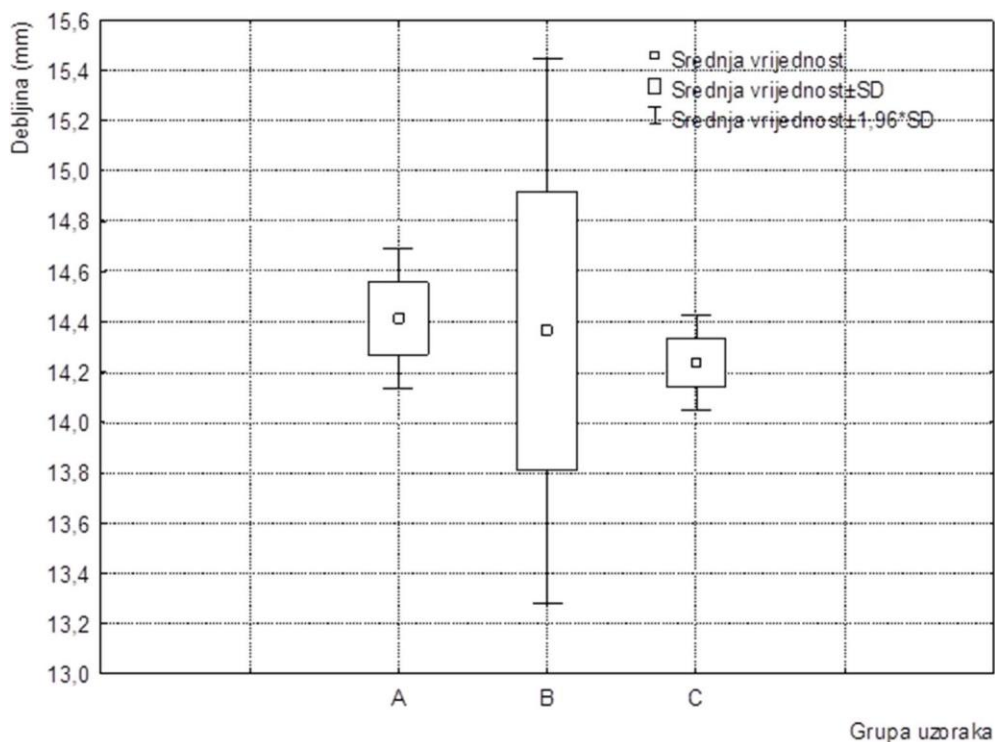 Debljina (mm)
15,6
15,4
15,2
15,0
14,8
14,6
14,4
14,2
14,0
13,8
13,6
13,4
13,2
13,0
Srednja vrijednost
Srednja vrijednost±SD
Srednja vrijednost±1,96*SD
A B C
Grupa uzoraka